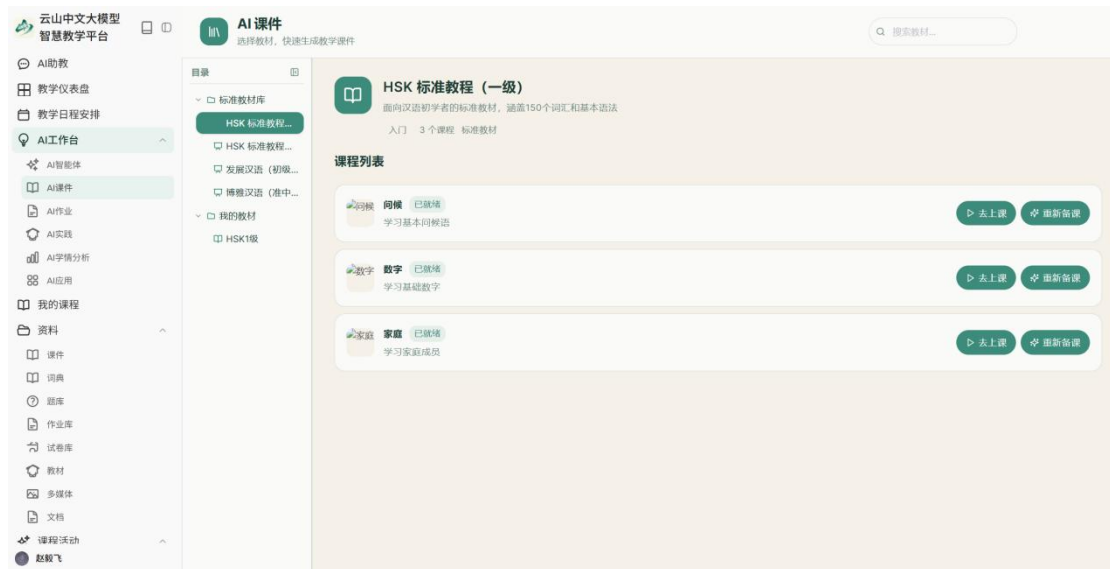 云山中文大模型
智慧教学平台
AI助教
教学仪表盘
教学日程安排
AI工作台
AI智能体
AI课件
AI作业
AI实践
AI学情分析
AI应用
我的课程
资料
课件
词典
题库
作业库
试卷库
教材
多媒体
文档
课程活动
赵毅飞
AI 课件
选择教材，快速生成教学课件
搜索教材...
目录
标准教材库
HSK 标准教程...
HSK 标准教程...
发展汉语（初级...
博雅汉语（准中...
我的教材
HSK1级
HSK 标准教程（一级）
面向汉语初学者的标准教材，涵盖150个词汇和基本语法
入门 3 个课程 标准教材
课程列表
问候 问候 已就绪
学习基本问候语
去上课 重新备课
数字 数字 已就绪
学习基础数字
去上课 重新备课
家庭 家庭 已就绪
学习家庭成员
去上课 重新备课